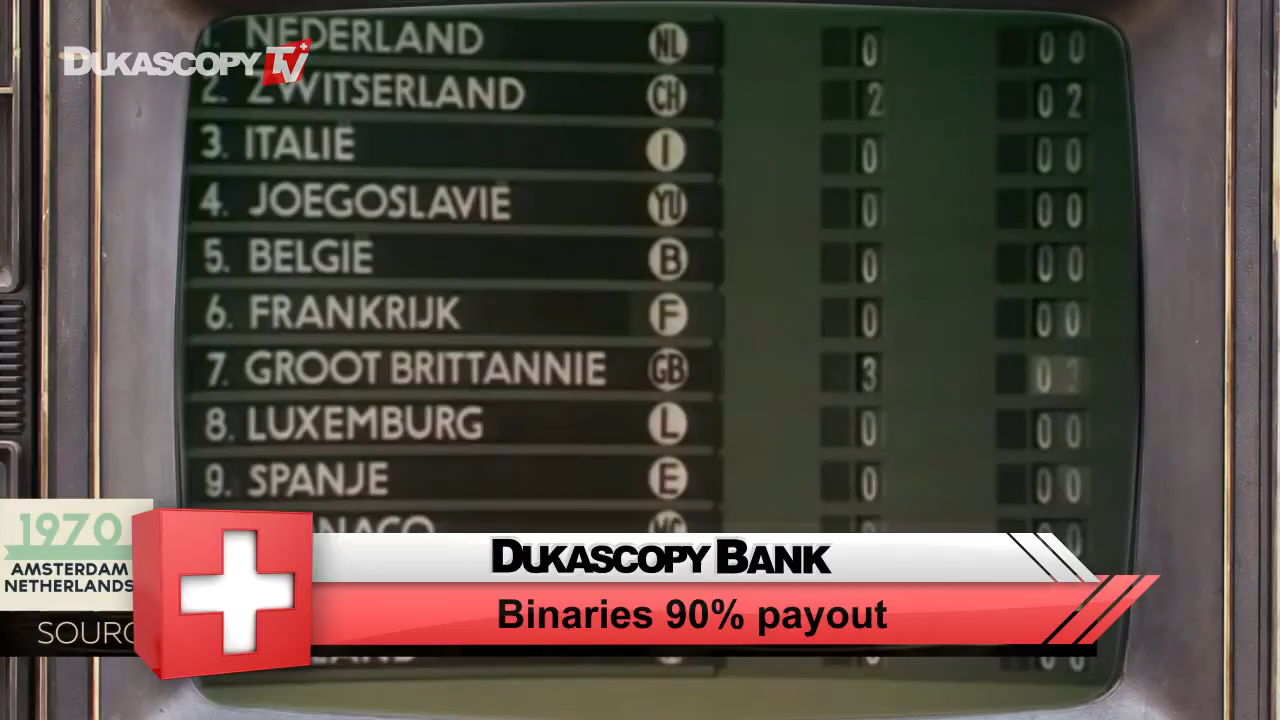 DUKASCOPY TV
1. NEDERLAND NL 0 0 0
2. ZWITSERLAND CH 2 0 2
3. ITALIË I 0 0 0
4. JOEGOSLAVIË YU 0 0 0
5. BELGIË B 0 0 0
6. FRANKRIJK F 0 0 0
7. GROOT BRITTANNIE GB 3 0 3
8. LUXEMBURG L 0 0 0
9. SPANJE E 0 0 0
1970
AMSTERDAM
NETHERLANDS
DUKASCOPY BANK
Binaries 90% payout